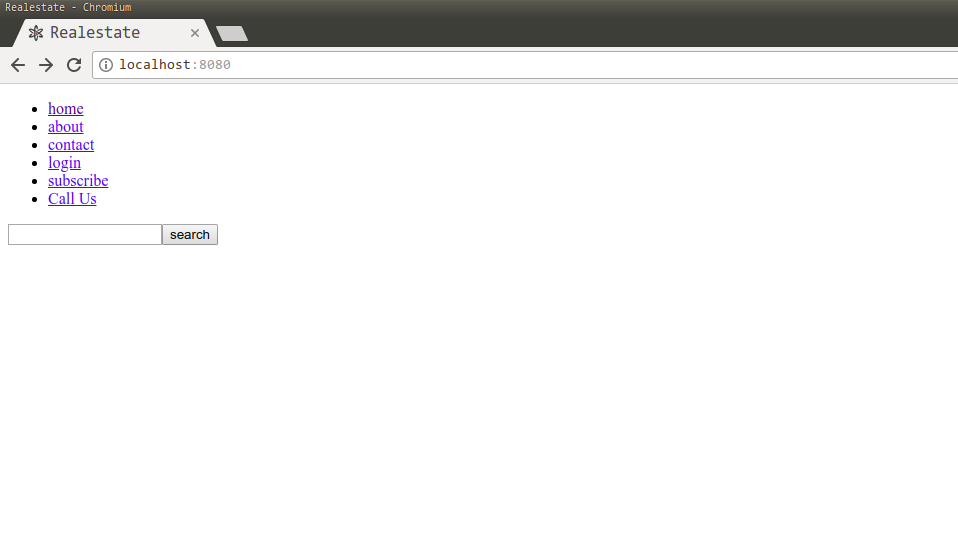 Realestate - Chromium
Realestate
localhost:8080
home
about
contact
login
subscribe
Call Us
search